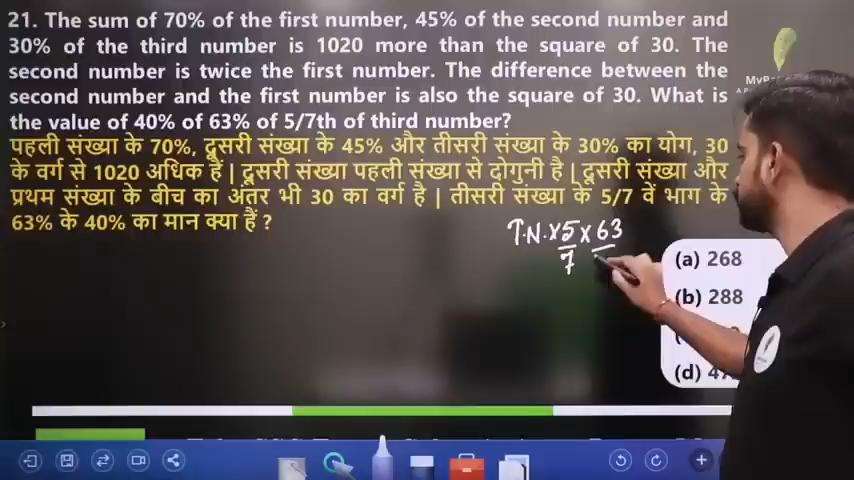 21. The sum of 70% of the first number, 45% of the second number and
30% of the third number is 1020 more than the square of 30. The
second number is twice the first number. The difference between the
second number and the first number is also the square of 30. What is
the value of 40% of 63% of 5/7th of third number?
पहली संख्या के 70%, दूसरी संख्या के 45% और तीसरी संख्या के 30% का योग, 30
के वर्ग से 1020 अधिक हैं | दूसरी संख्या पहली संख्या से दोगुनी है | दूसरी संख्या और
प्रथम संख्या के बीच का अंतर भी 30 का वर्ग है | तीसरी संख्या के 5/7 वें भाग के
63% के 40% का मान क्या हैं ?
T.N. x 5/7 x 63
(a) 268
(b) 288
(d)